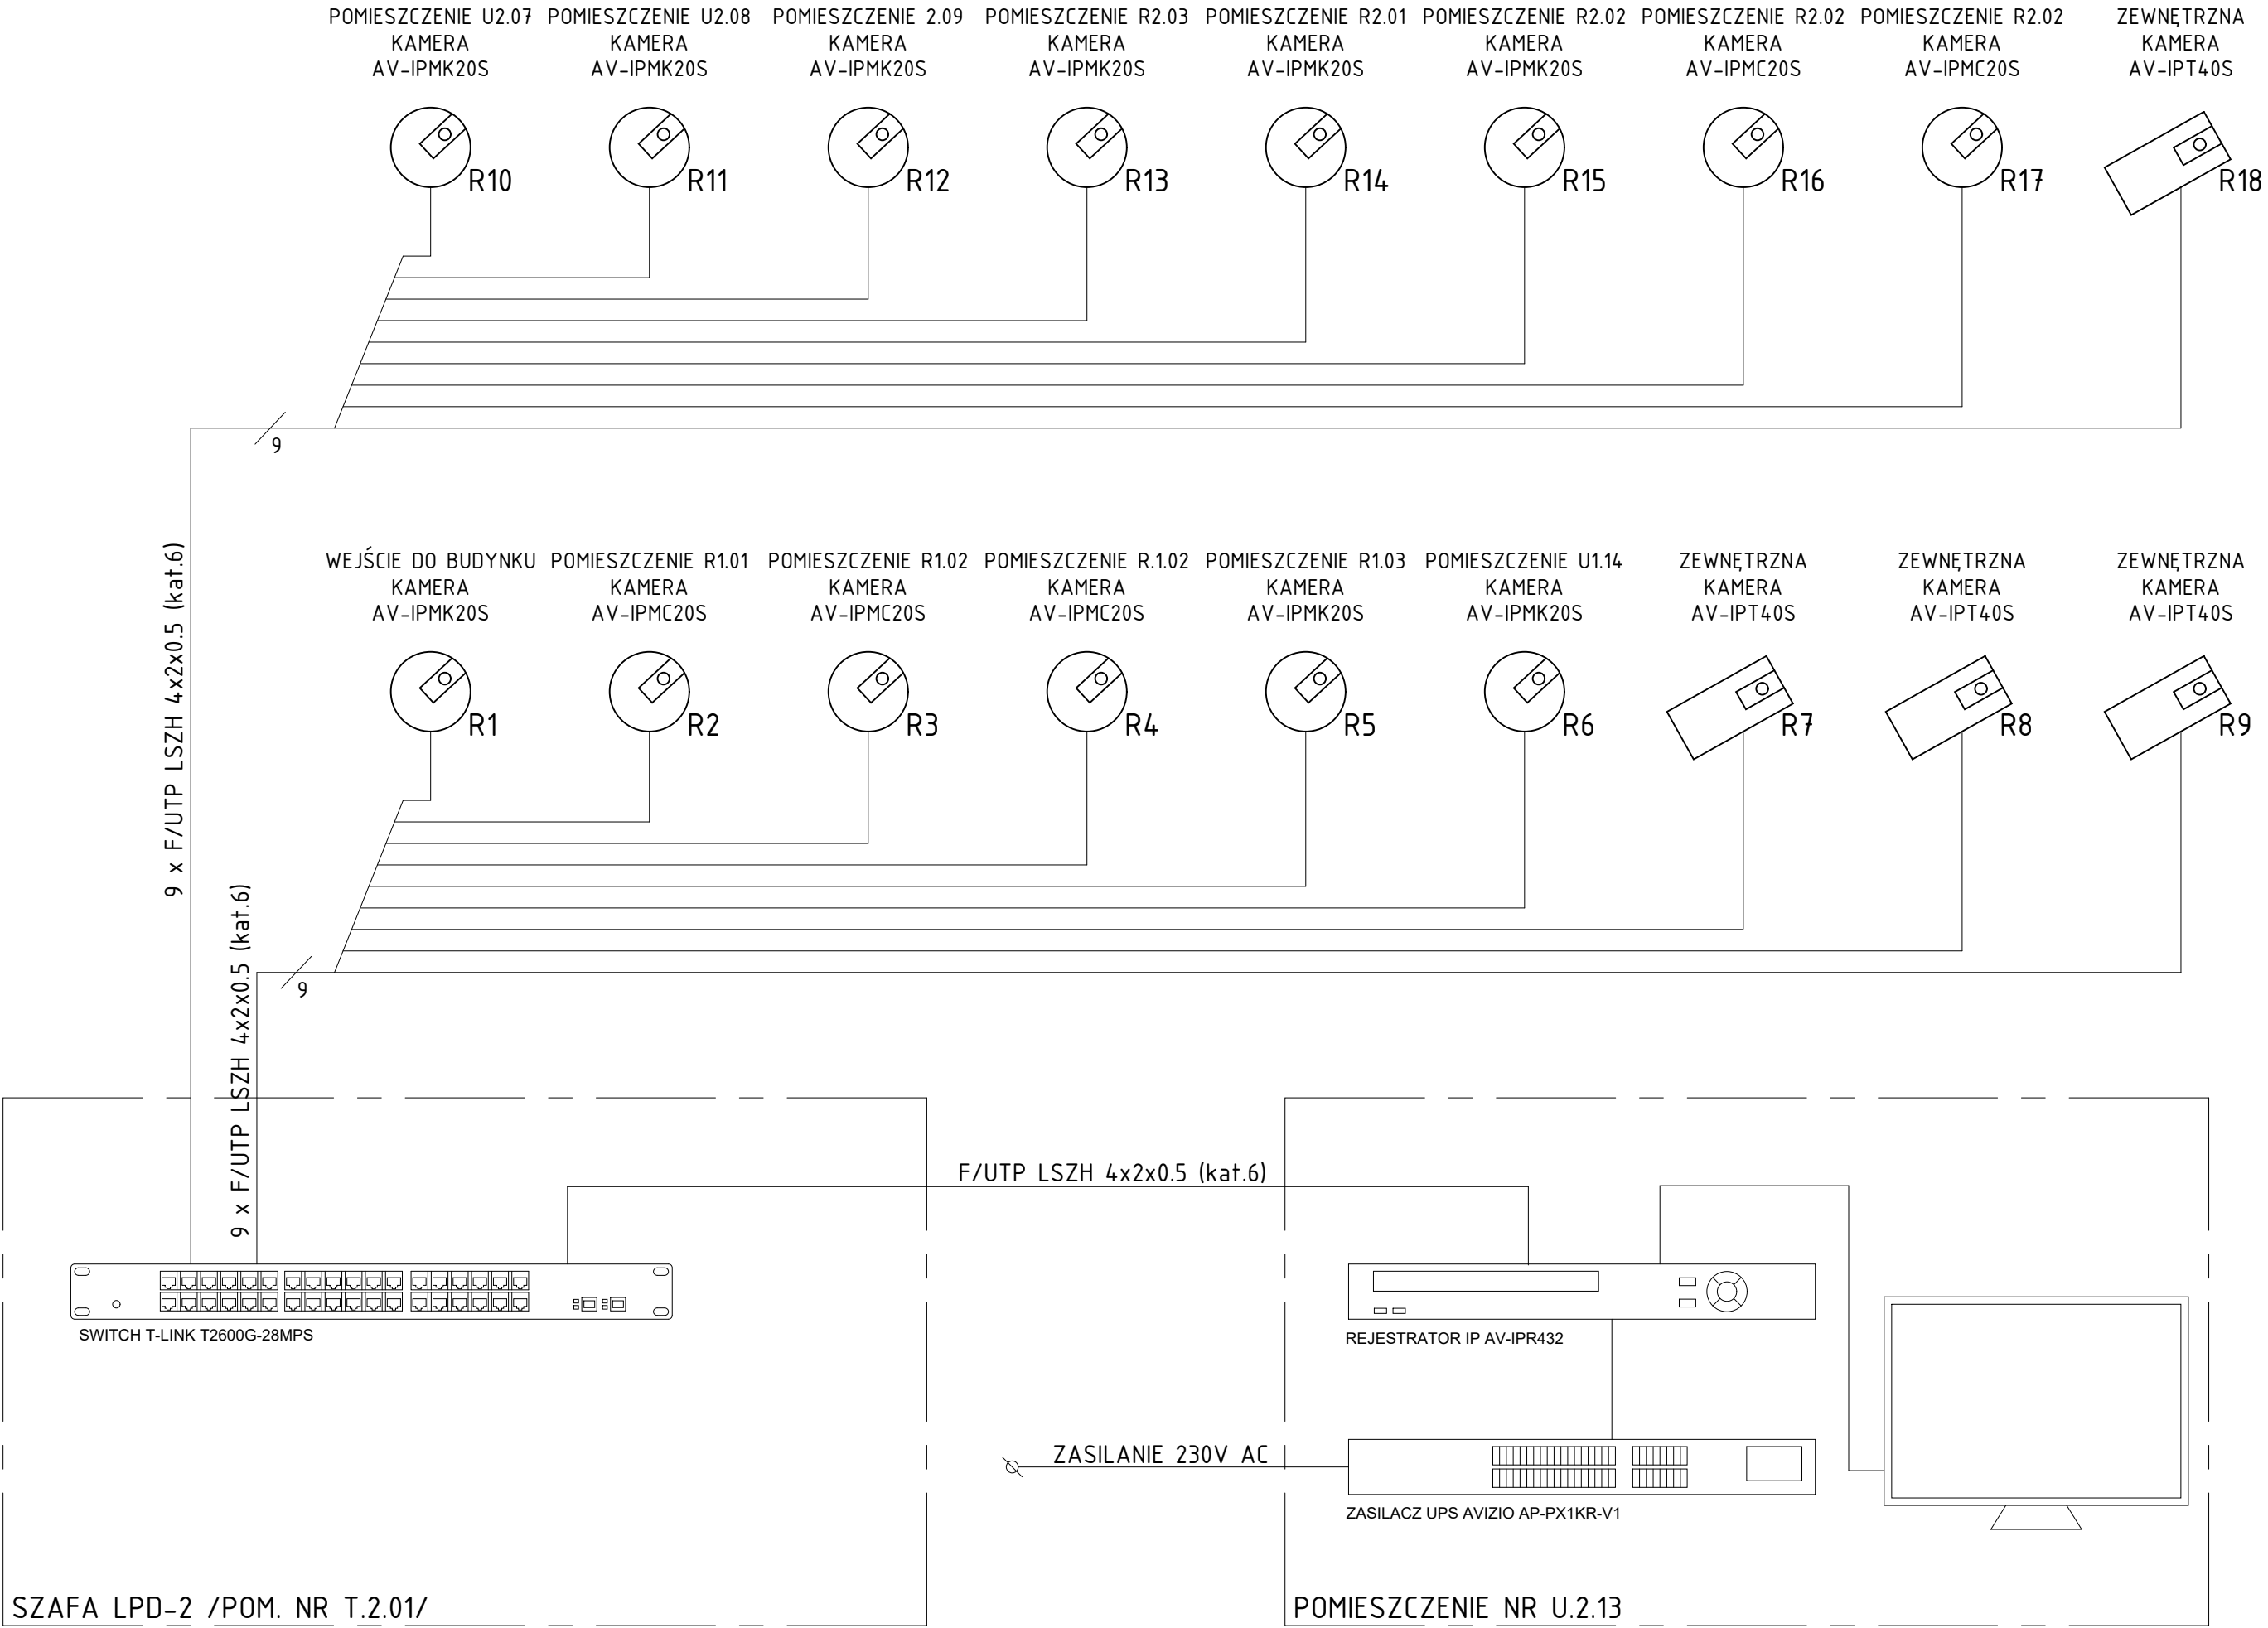 POMIESZCZENIE U2.07
KAMERA
AV-IPMK20S
R10
POMIESZCZENIE U2.08
KAMERA
AV-IPMK20S
R11
POMIESZCZENIE 2.09
KAMERA
AV-IPMK20S
R12
POMIESZCZENIE R2.03
KAMERA
AV-IPMK20S
R13
POMIESZCZENIE R2.01
KAMERA
AV-IPMK20S
R14
POMIESZCZENIE R2.02
KAMERA
AV-IPMK20S
R15
POMIESZCZENIE R2.02
KAMERA
AV-IPMC20S
R16
POMIESZCZENIE R2.02
KAMERA
AV-IPMC20S
R17
ZEWNĘTRZNA
KAMERA
AV-IPT40S
R18
9
9 x F/UTP LSZH 4x2x0.5 (kat.6)
WEJŚCIE DO BUDYNKU
KAMERA
AV-IPMK20S
R1
POMIESZCZENIE R1.01
KAMERA
AV-IPMC20S
R2
POMIESZCZENIE R1.02
KAMERA
AV-IPMC20S
R3
POMIESZCZENIE R.1.02
KAMERA
AV-IPMC20S
R4
POMIESZCZENIE R1.03
KAMERA
AV-IPMK20S
R5
POMIESZCZENIE U1.14
KAMERA
AV-IPMK20S
R6
ZEWNĘTRZNA
KAMERA
AV-IPT40S
R7
ZEWNĘTRZNA
KAMERA
AV-IPT40S
R8
ZEWNĘTRZNA
KAMERA
AV-IPT40S
R9
9
9 x F/UTP LSZH 4x2x0.5 (kat.6)
F/UTP LSZH 4x2x0.5 (kat.6)
SWITCH T-LINK T2600G-28MPS
REJESTRATOR IP AV-IPR432
ZASILANIE 230V AC
ZASILACZ UPS AVIZIO AP-PX1KR-V1
SZAFA LPD-2 /POM. NR T.2.01/
POMIESZCZENIE NR U.2.13